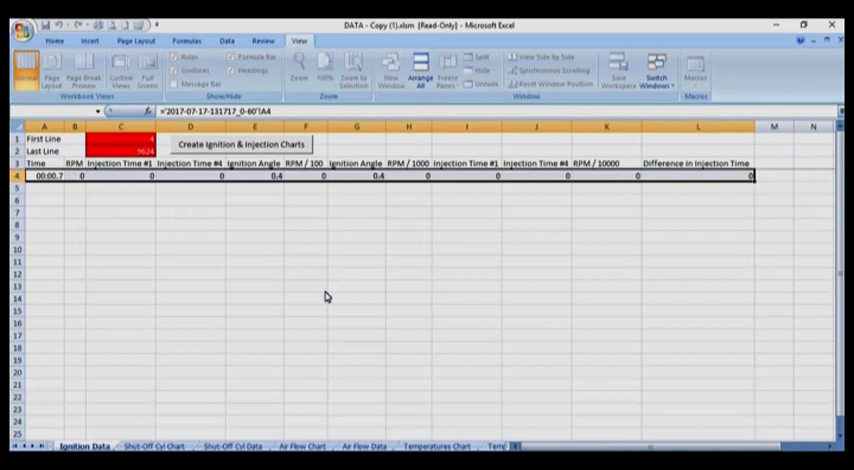 DATA - Copy (1).xlsm [Read-Only] - Microsoft Excel
Home Insert Page Layout Formulas Data Review View
Normal Page Layout Page Break Preview Custom Views Full Screen
Ruler Formula Bar
Gridlines Headings
Message Bar
Zoom 100% Zoom to Selection
New Window Arrange All Freeze Panes
Split
Hide
Unhide
View Side by Side
Synchronous Scrolling
Reset Window Position
Save Workspace Switch Windows
Macros
Workbook Views Show/Hide Zoom Window Macros
='2017-07-17-131717_0-60'!A4
A B C D E F G H I J K L M N
1 First Line 4
Create Ignition & Injection Charts
2 Last Line 9624
3 Time RPM Injection Time #1 Injection Time #4 Ignition Angle RPM / 100 Ignition Angle RPM / 1000 Injection Time #1 Injection Time #4 RPM / 10000 Difference in Injection Time
4 00:00.7 0 0 0 0.4 0 0.4 0 0 0 0 0
5
6
7
8
9
10
11
12
13
14
15
16
17
18
19
20
21
22
23
24
25
Ignition Data Shut-Off Cyl Chart Shut-Off Cyl Data Air Flow Chart Air Flow Data Temperatures Chart Temp